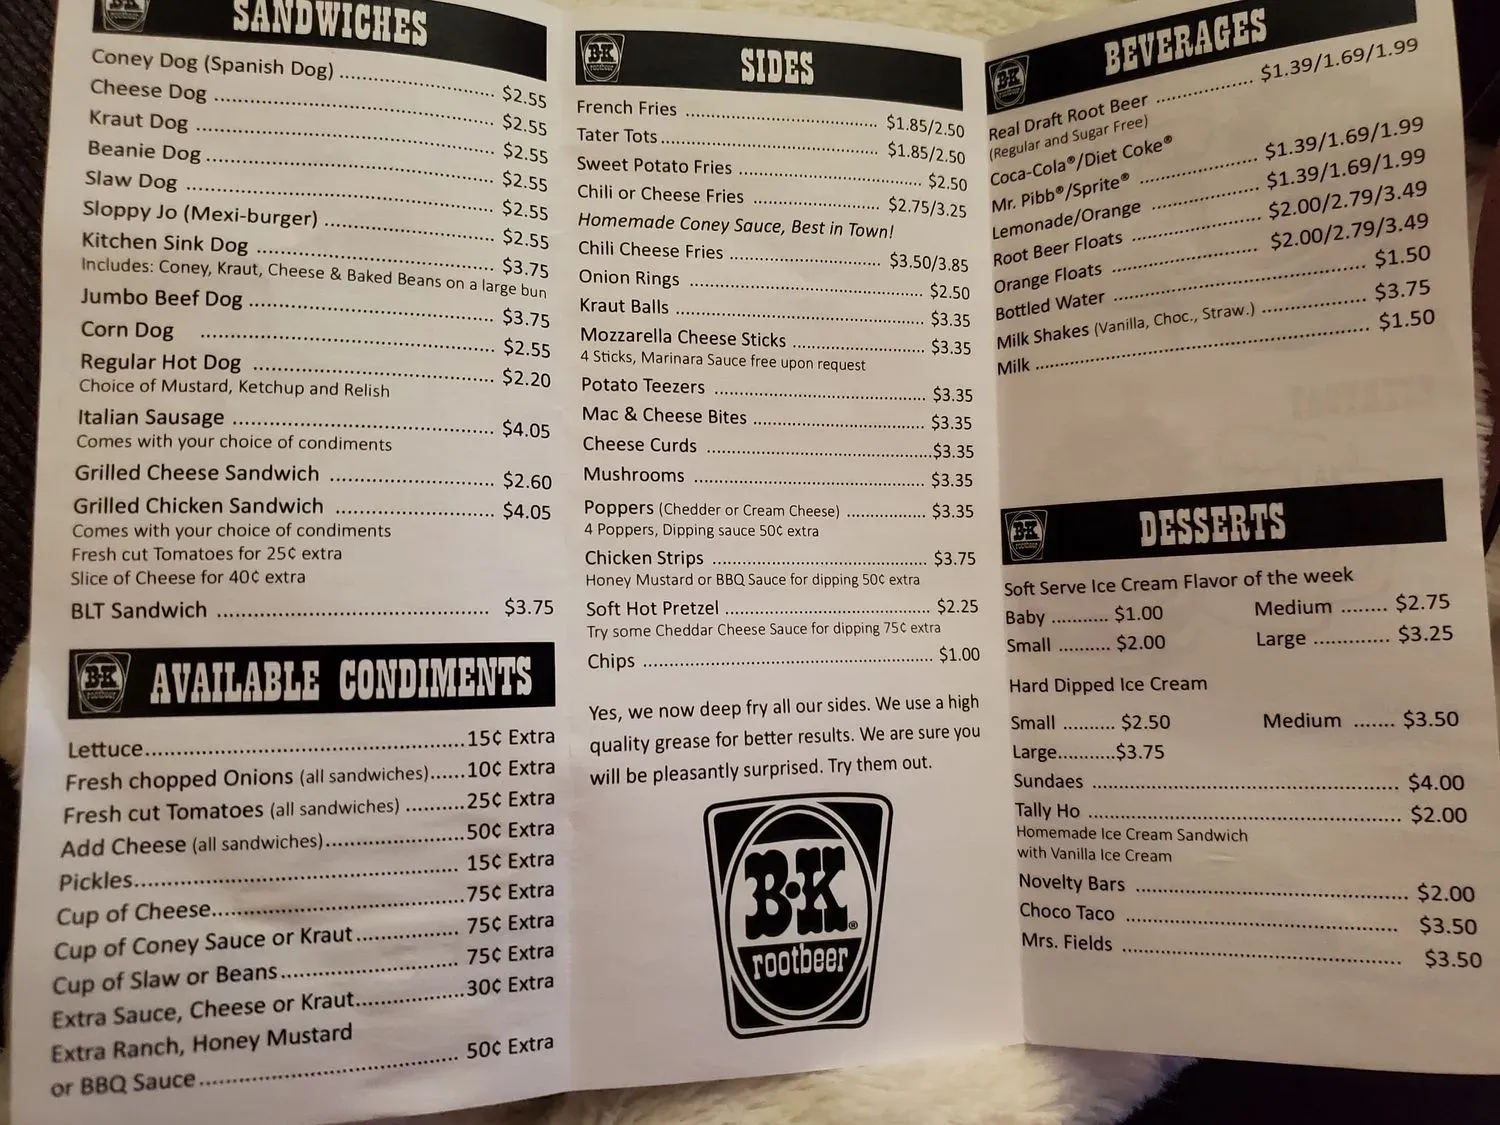 SANDWICHES
Coney Dog (Spanish Dog) ........ $2.55
Cheese Dog ........ $2.55
Kraut Dog ........ $2.55
Beanie Dog ........ $2.55
Slaw Dog ........ $2.55
Sloppy Jo (Mexi-burger) ........ $2.55
Kitchen Sink Dog ........ $3.75
Includes: Coney, Kraut, Cheese & Baked Beans on a large bun
Jumbo Beef Dog ........ $3.75
Corn Dog ........ $2.55
Regular Hot Dog ........ $2.20
Choice of Mustard, Ketchup and Relish
Italian Sausage ........ $4.05
Comes with your choice of condiments
Grilled Cheese Sandwich ........ $2.60
Grilled Chicken Sandwich ........ $4.05
Comes with your choice of condiments
Fresh cut Tomatoes for 25¢ extra
Slice of Cheese for 40¢ extra
BLT Sandwich ........ $3.75
B·K
rootbeer
AVAILABLE CONDIMENTS
Lettuce ........ 15¢ Extra
Fresh chopped Onions (all sandwiches) ...... 10¢ Extra
Fresh cut Tomatoes (all sandwiches) ........ 25¢ Extra
Add Cheese (all sandwiches) ........ 50¢ Extra
Pickles ........ 15¢ Extra
Cup of Cheese ........ 75¢ Extra
Cup of Coney Sauce or Kraut ........ 75¢ Extra
Cup of Slaw or Beans ........ 75¢ Extra
Extra Sauce, Cheese or Kraut ........ 30¢ Extra
Extra Ranch, Honey Mustard
or BBQ Sauce ........ 50¢ Extra
B·K
rootbeer
SIDES
French Fries ........ $1.85/2.50
Tater Tots ........ $1.85/2.50
Sweet Potato Fries ........ $2.50
Chili or Cheese Fries ........ $2.75/3.25
Homemade Coney Sauce, Best in Town!
Chili Cheese Fries ........ $3.50/3.85
Onion Rings ........ $2.50
Kraut Balls ........ $3.35
Mozzarella Cheese Sticks ........ $3.35
4 Sticks, Marinara Sauce free upon request
Potato Teezers ........ $3.35
Mac & Cheese Bites ........ $3.35
Cheese Curds ........ $3.35
Mushrooms ........ $3.35
Poppers (Chedder or Cream Cheese) ........ $3.35
4 Poppers, Dipping sauce 50¢ extra
Chicken Strips ........ $3.75
Honey Mustard or BBQ Sauce for dipping 50¢ extra
Soft Hot Pretzel ........ $2.25
Try some Cheddar Cheese Sauce for dipping 75¢ extra
Chips ........ $1.00
Yes, we now deep fry all our sides. We use a high
quality grease for better results. We are sure you
will be pleasantly surprised. Try them out.
B·K®
rootbeer
B·K
rootbeer
BEVERAGES
Real Draft Root Beer ........ $1.39/1.69/1.99
(Regular and Sugar Free)
Coca-Cola®/Diet Coke®
Mr. Pibb®/Sprite® ........ $1.39/1.69/1.99
Lemonade/Orange ........ $1.39/1.69/1.99
Root Beer Floats ........ $2.00/2.79/3.49
Orange Floats ........ $2.00/2.79/3.49
Bottled Water ........ $1.50
Milk Shakes (Vanilla, Choc., Straw.) ........ $3.75
Milk ........ $1.50
B·K
rootbeer
DESSERTS
Soft Serve Ice Cream Flavor of the week
Baby ........ $1.00 Medium ........ $2.75
Small ........ $2.00 Large ........ $3.25
Hard Dipped Ice Cream
Small ........ $2.50 Medium ....... $3.50
Large ........ $3.75
Sundaes ........ $4.00
Tally Ho ........ $2.00
Homemade Ice Cream Sandwich
with Vanilla Ice Cream
Novelty Bars ........ $2.00
Choco Taco ........ $3.50
Mrs. Fields ........ $3.50